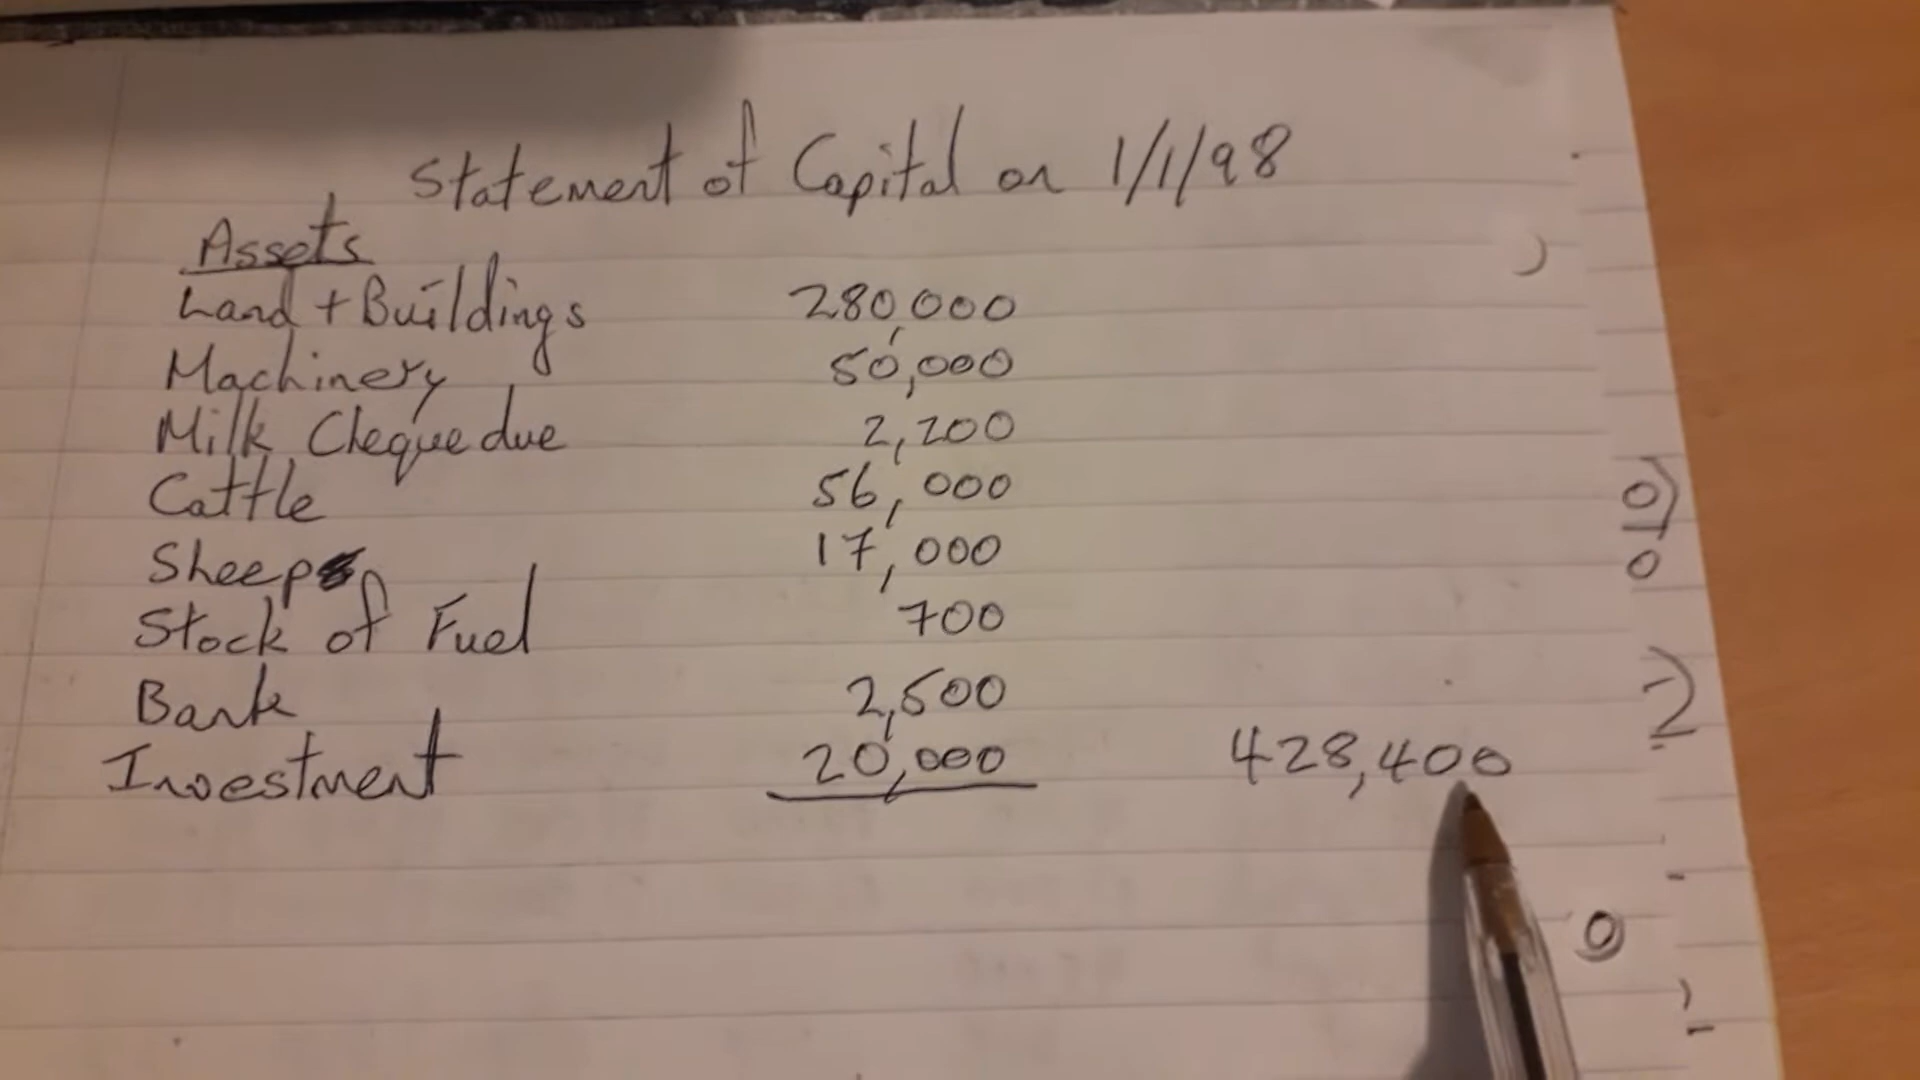 Statement of Capital on 1/1/98
Assets
Land + Buildings 280,000
Machinery 50,000
Milk Cheque due 2,200
Cattle 56,000
Sheep 17,000
Stock of Fuel 700
Bank 2,500
Investment 20,000 428,400